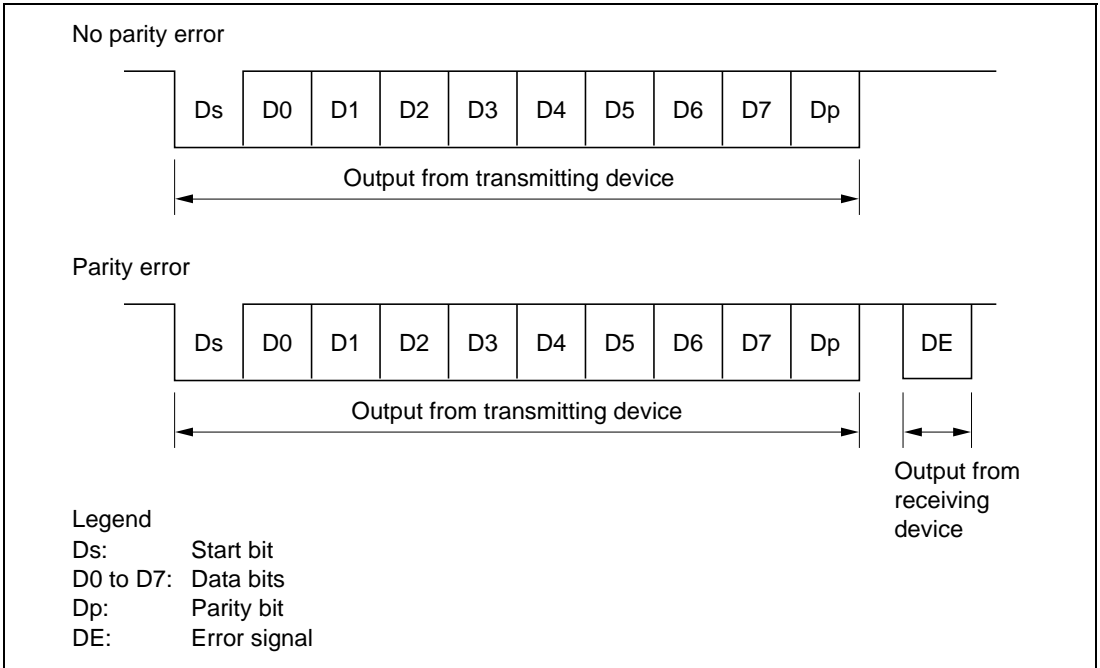 No parity error
Ds D0 D1 D2 D3 D4 D5 D6 D7 Dp
Output from transmitting device
Parity error
Ds D0 D1 D2 D3 D4 D5 D6 D7 Dp DE
Output from transmitting device
Output from
receiving
device
Legend
Ds: Start bit
D0 to D7: Data bits
Dp: Parity bit
DE: Error signal